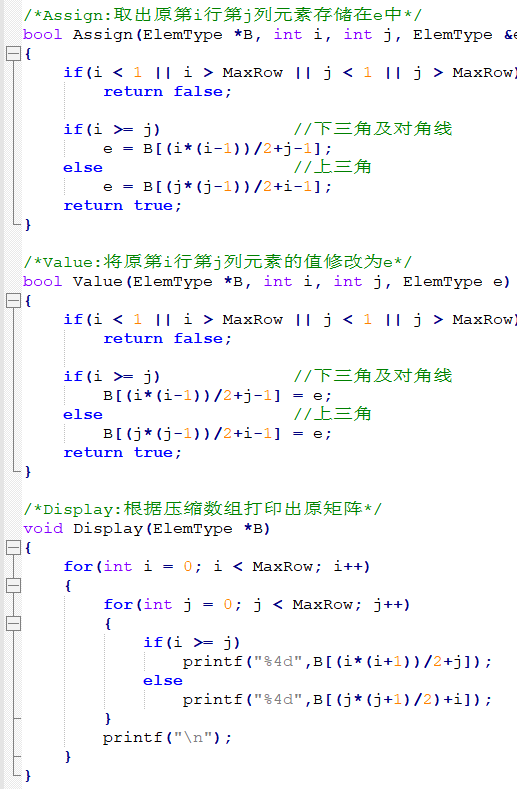 /*Assign:取出原第i行第j列元素存储在e中*/
bool Assign(ElemType *B, int i, int j, ElemType &e
{
    if(i < 1 || i > MaxRow || j < 1 || j > MaxRow)
        return false;
    if(i >= j)             //下三角及对角线
        e = B[(i*(i-1))/2+j-1];
    else                   //上三角
        e = B[(j*(j-1))/2+i-1];
    return true;
}
/*Value:将原第i行第j列元素的值修改为e*/
bool Value(ElemType *B, int i, int j, ElemType e)
{
    if(i < 1 || i > MaxRow || j < 1 || j > MaxRow)
        return false;
    if(i >= j)             //下三角及对角线
        B[(i*(i-1))/2+j-1] = e;
    else                   //上三角
        B[(j*(j-1))/2+i-1] = e;
    return true;
}
/*Display:根据压缩数组打印出原矩阵*/
void Display(ElemType *B)
{
    for(int i = 0; i < MaxRow; i++)
    {
        for(int j = 0; j < MaxRow; j++)
        {
            if(i >= j)
                printf("%4d",B[(i*(i+1))/2+j]);
            else
                printf("%4d",B[(j*(j+1)/2)+i]);
        }
        printf("\n");
    }
}